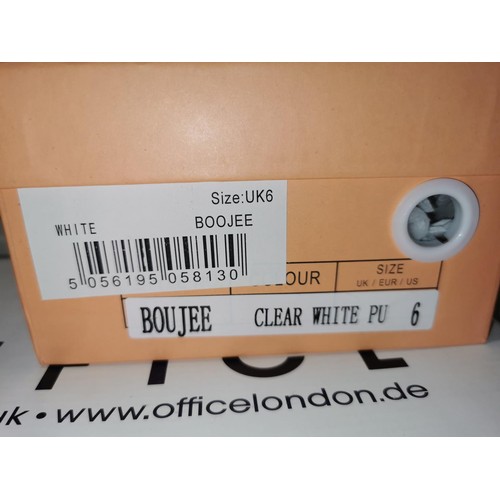 Size:UK6
WHITE BOOJEE
5 056195 058130
COLOUR SIZE
UK / EUR / US
BOUJEE CLEAR WHITE PU 6
uk • www.officelondon.de